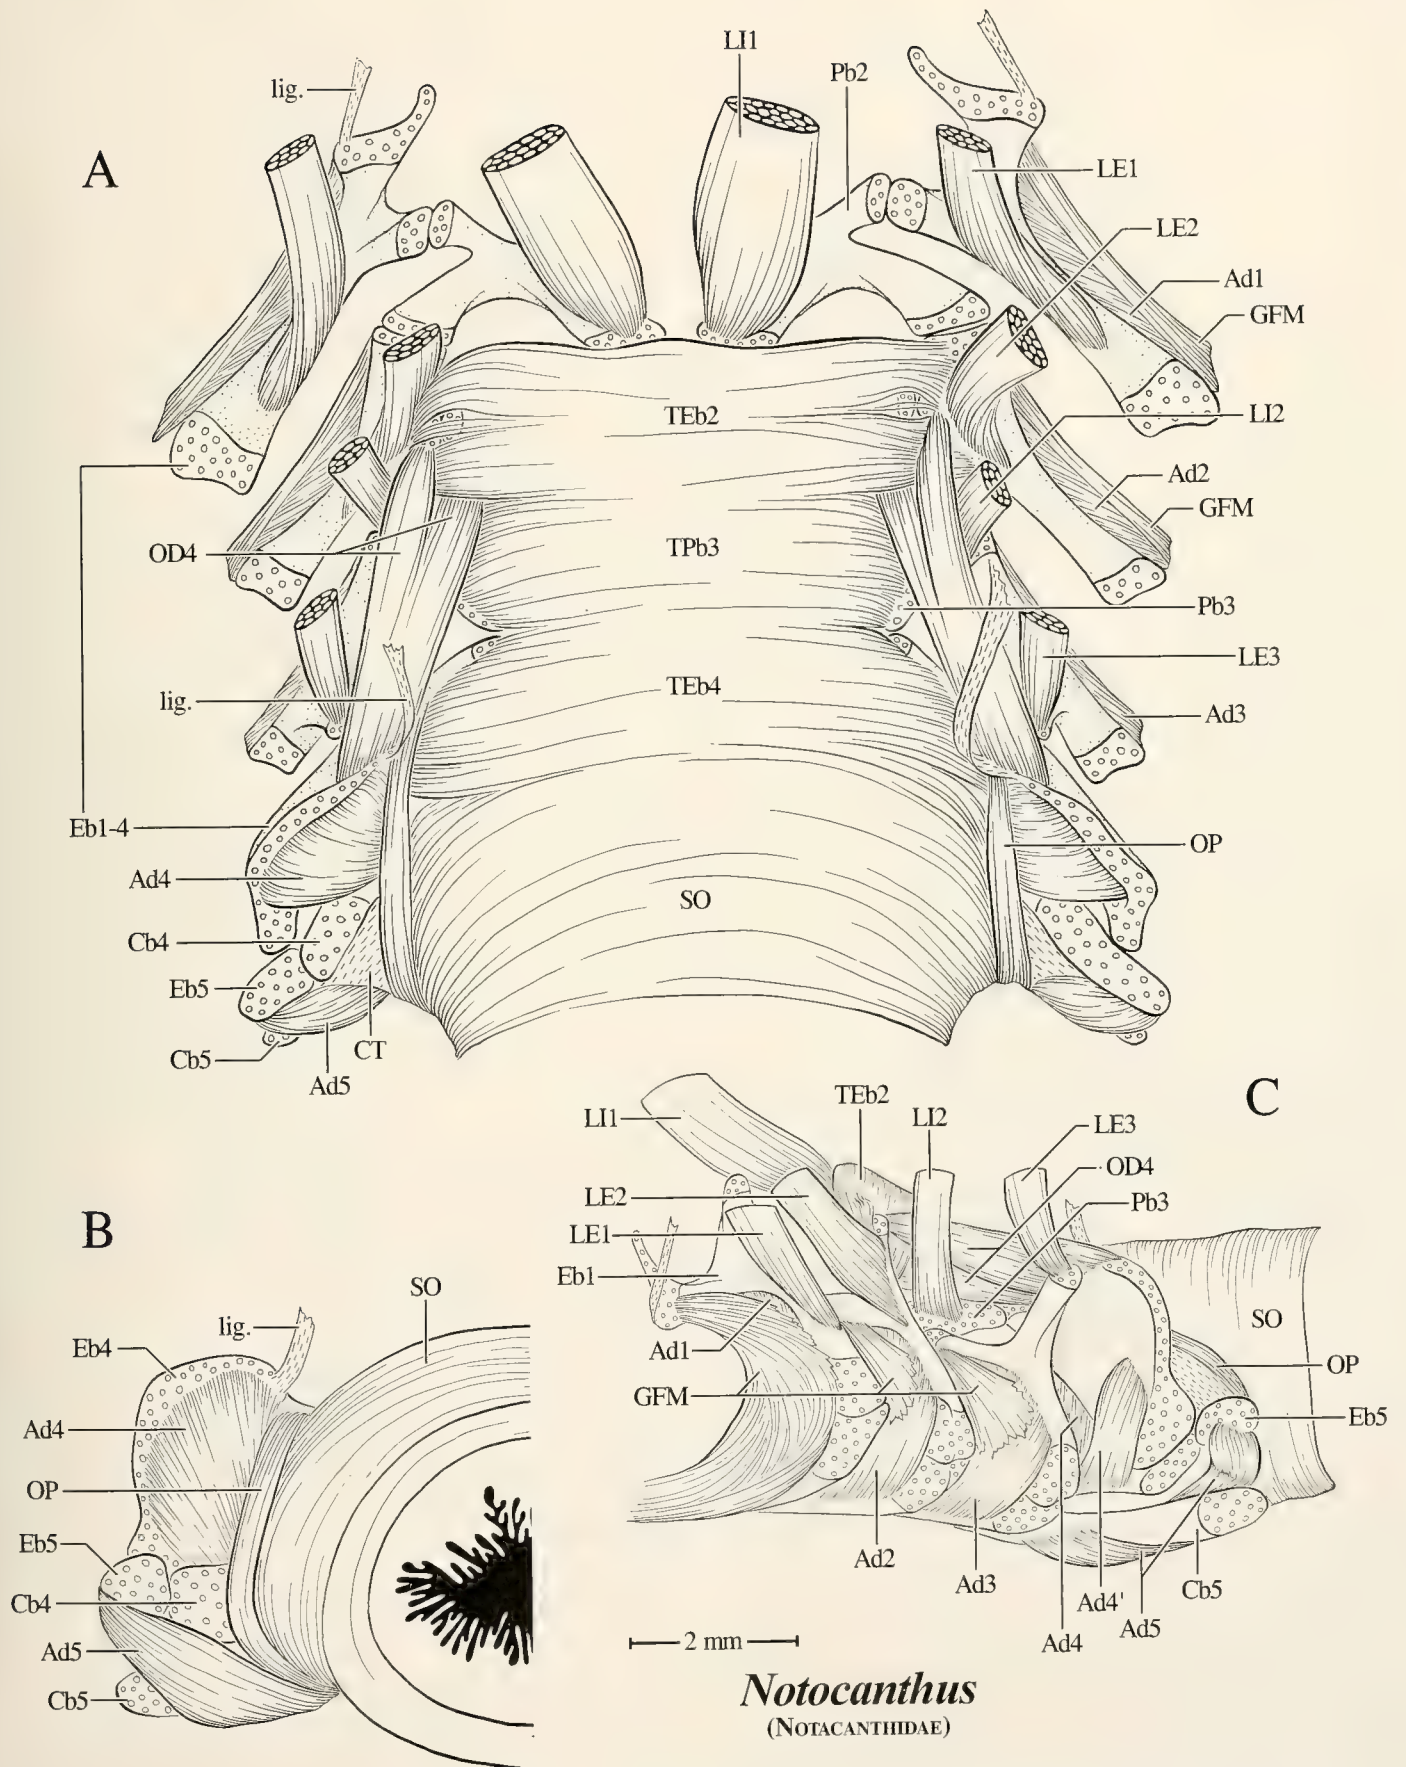 A
lig.
LI1
Pb2
LE1
LE2
Ad1
GFM
LI2
Ad2
GFM
Pb3
LE3
Ad3
OP
TEb2
TPb3
TEb4
SO
OD4
lig.
Eb1-4
Ad4
Cb4
Eb5
Cb5
CT
Ad5
B
SO
lig.
Eb4
Ad4
OP
Eb5
Cb4
Ad5
Cb5
C
LI1
TEb2
LI2
LE3
OD4
Pb3
LE2
LE1
Eb1
Ad1
GFM
SO
OP
Eb5
Ad2
Ad3
Ad4
Ad4'
Ad5
Cb5
2 mm
Notocanthus
(NOTACANTHIDAE)